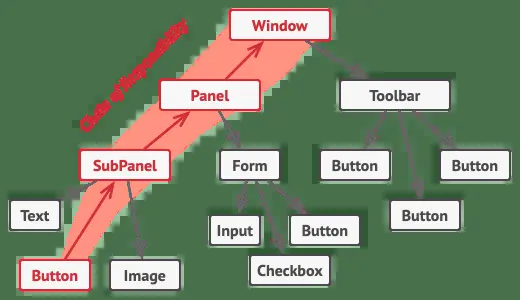 Window
Chain of Responsibility
Panel
Toolbar
SubPanel
Form
Button
Button
Text
Input
Button
Button
Button
Image
Checkbox